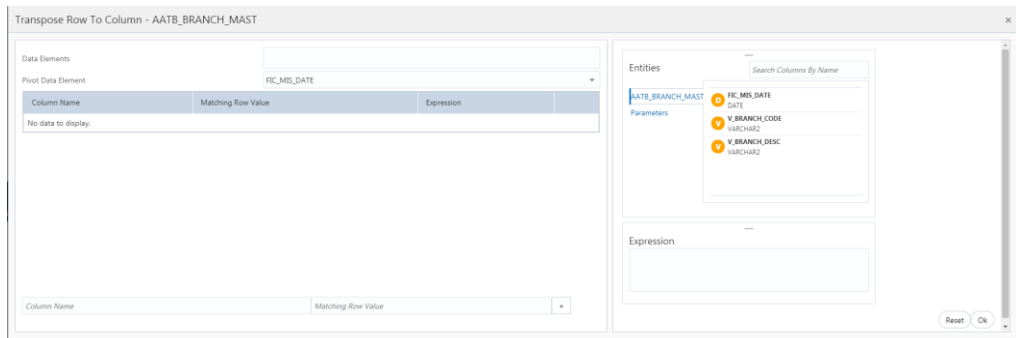 Transpose Row To Column - AATB_BRANCH_MAST
×
Data Elements
Pivot Data Element
FIC_MIS_DATE
Column Name
Matching Row Value
Expression
No data to display.
Column Name
Matching Row Value
+
Entities
Search Columns By Name
AATB_BRANCH_MAST
Parameters
D
FIC_MIS_DATE
DATE
V
V_BRANCH_CODE
VARCHAR2
V
V_BRANCH_DESC
VARCHAR2
Expression
Reset
Ok